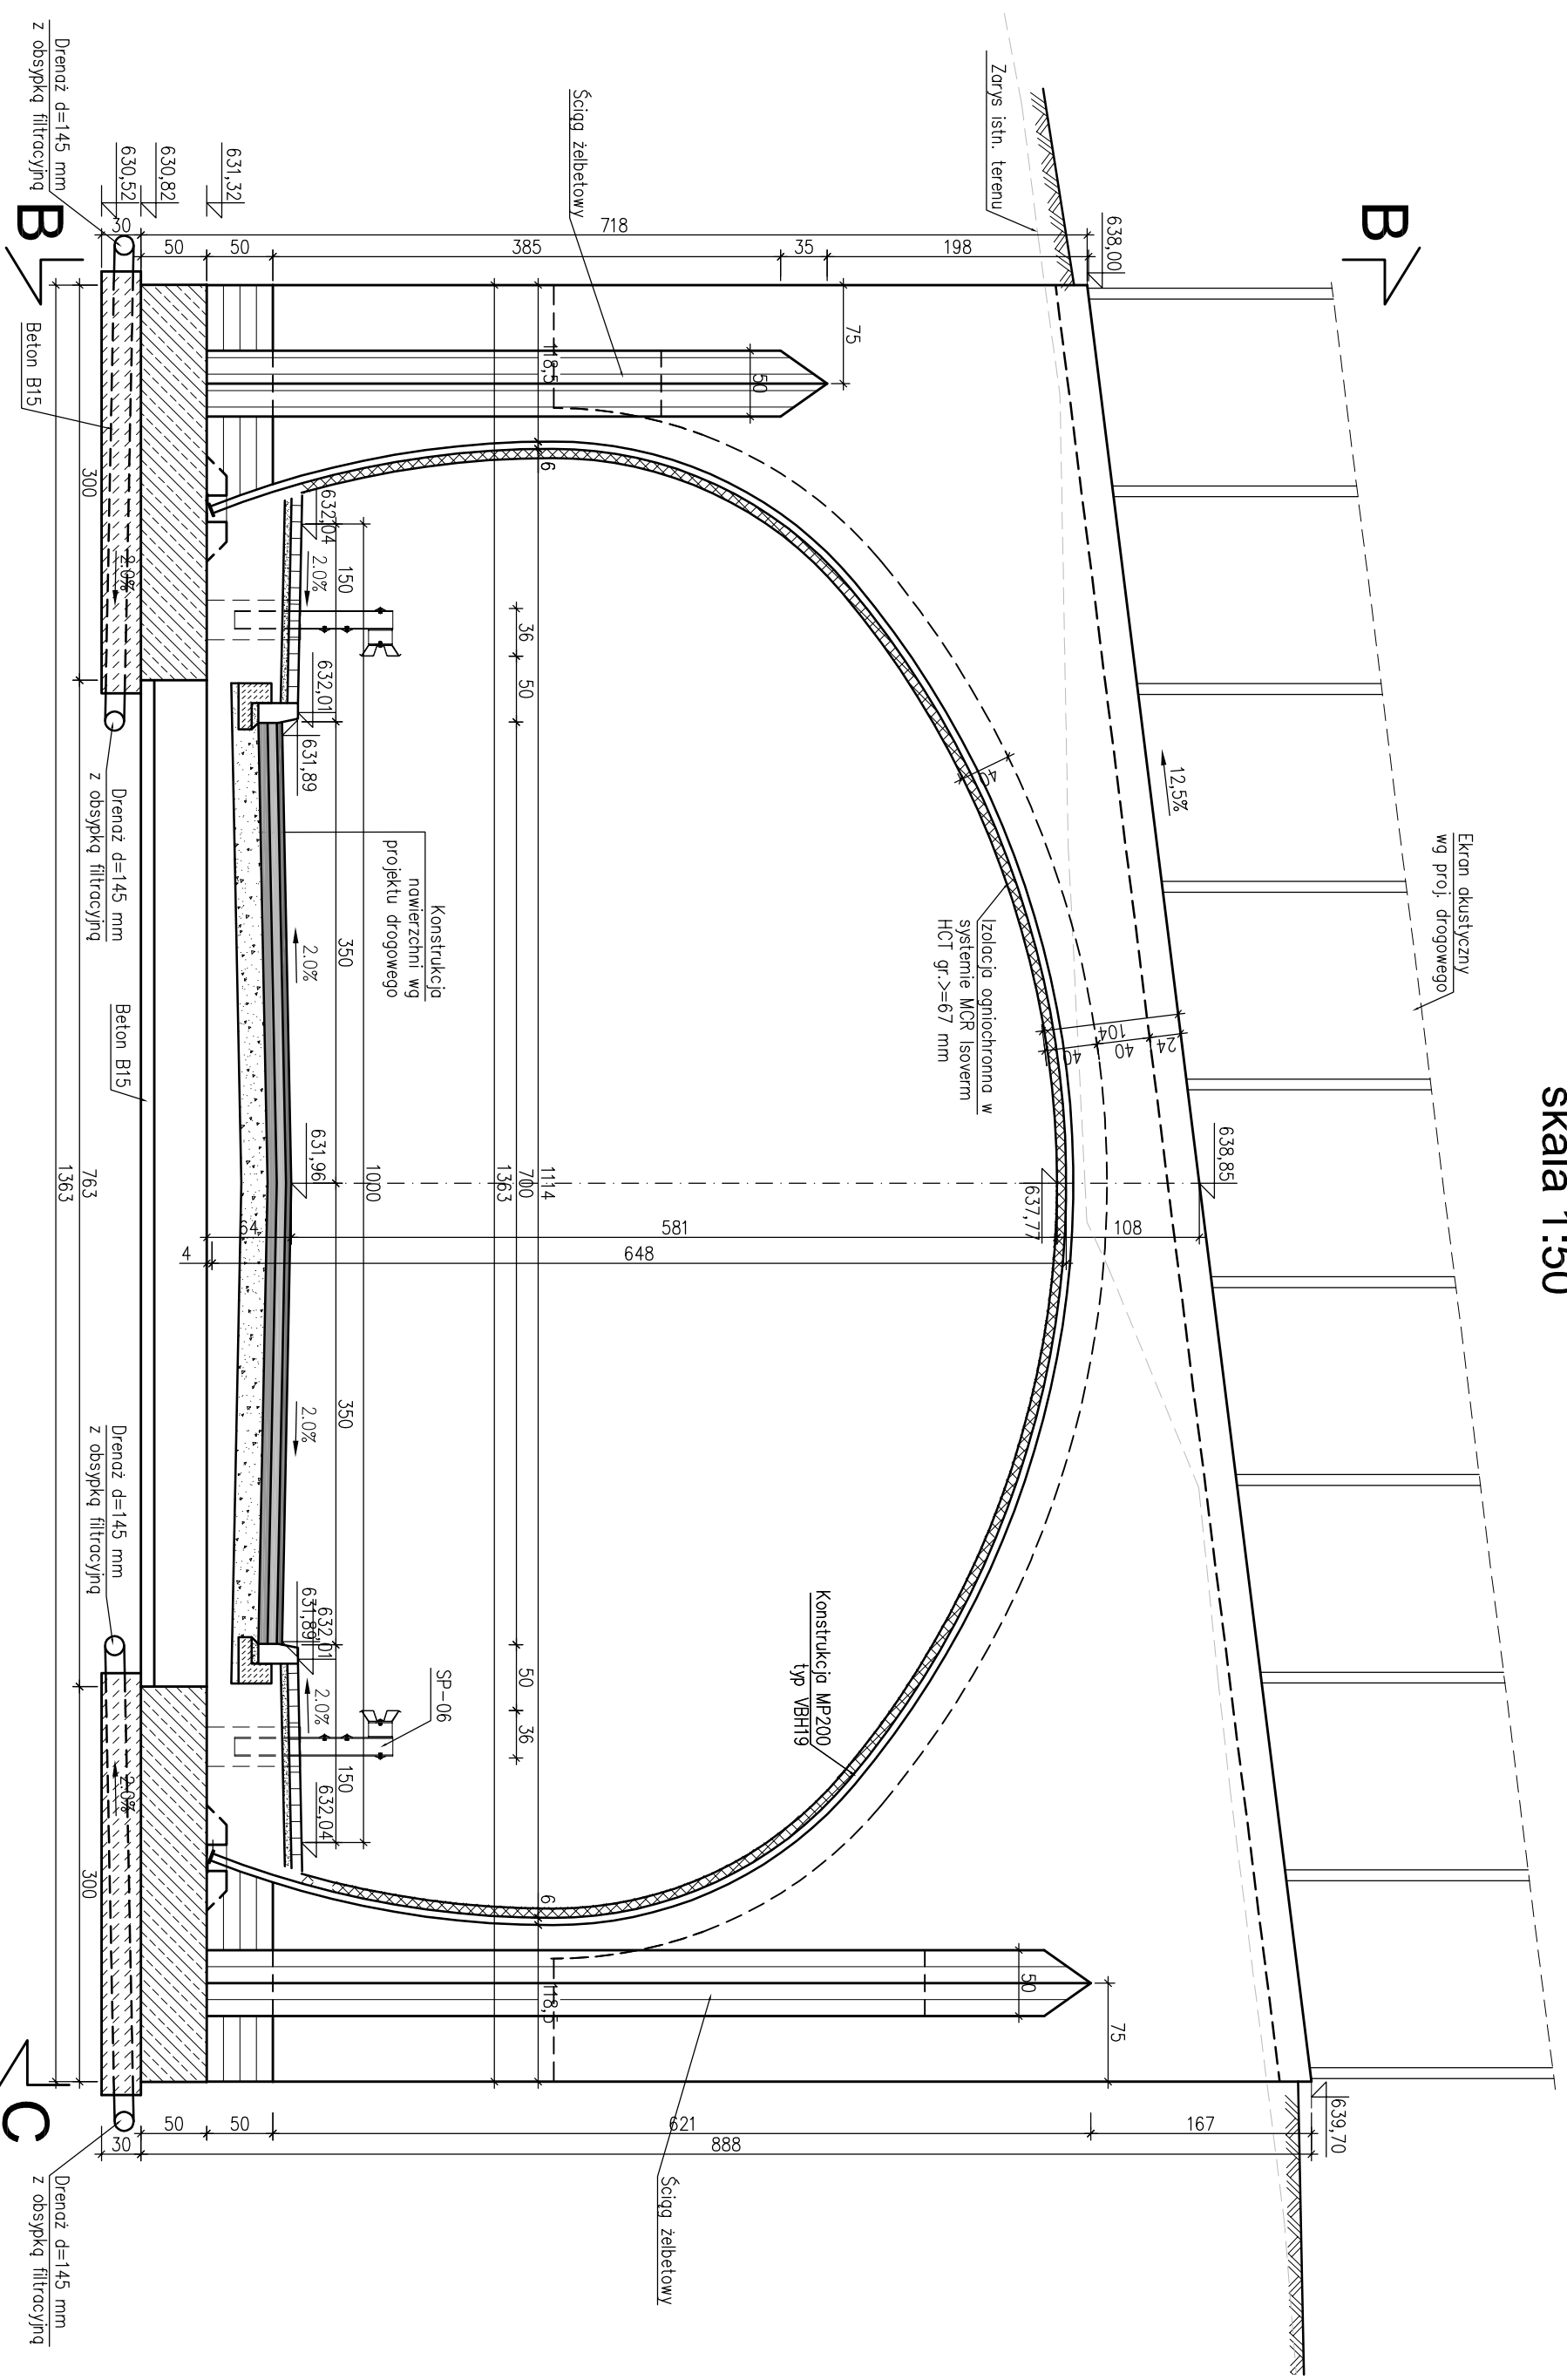 skala 1:50
B
B
C
Ekran akustyczny
wg proj. drogowego
Zarys istn. terenu
638,00
12,5%
638,85
639,70
Ściąg żelbetowy
Izolacja ogniochronna w
systemie MCR Isoverm
HCT gr.>=67 mm
Konstrukcja MP200
typ VBH19
Konstrukcja
nawierzchni wg
projektu drogowego
SP-06
Ściąg żelbetowy
718
198
35
385
50
50
30
75
50
118,5
6
40
104
24
40
40
637,77
108
581
648
64
4
1114
700
1363
1000
36
50
50
36
150
350
350
150
632,04
2.0%
632,01
631,89
2.0%
631,96
2.0%
631,89
632,01
2.0%
632,04
6
118,5
50
75
167
621
888
50
50
30
631,32
630,82
630,52
2.0%
2.0%
300
763
300
1363
Beton B15
Beton B15
Drenaż d=145 mm
z obsypką filtracyjną
Drenaż d=145 mm
z obsypką filtracyjną
Drenaż d=145 mm
z obsypką filtracyjną
Drenaż d=145 mm
z obsypką filtracyjną